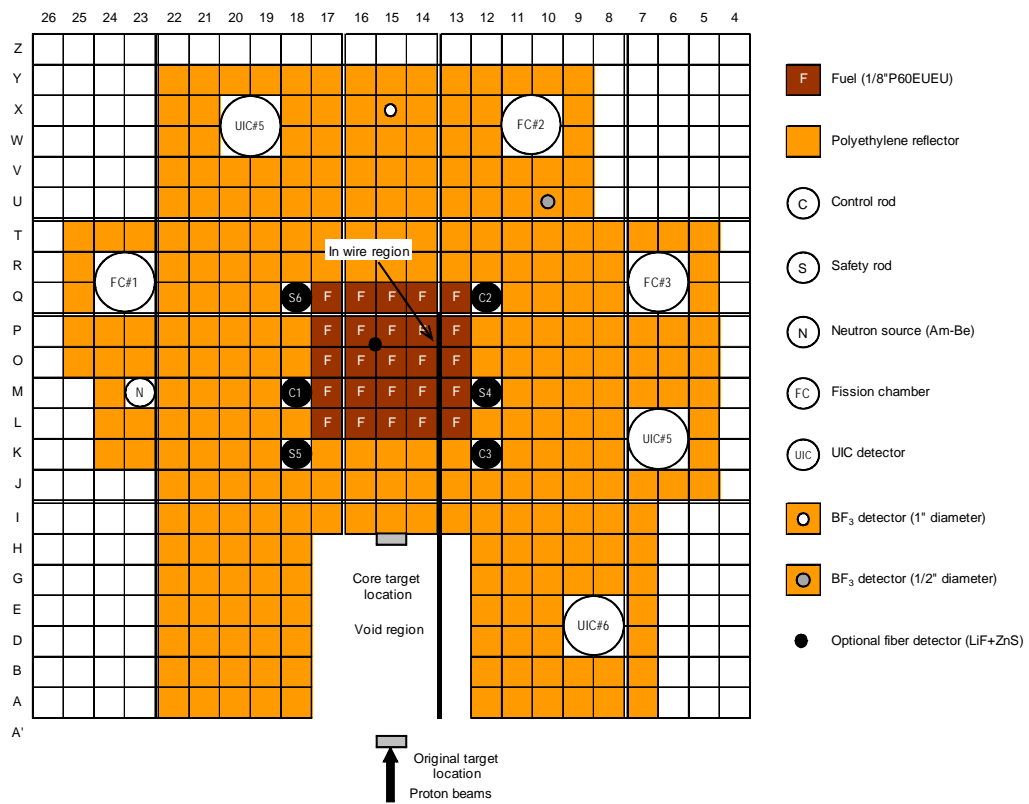 26 25 24 23 22 21 20 19 18 17 16 15 14 13 12 11 10 9 8 7 6 5 4
Z
Y
F Fuel (1/8"P60EUEU)
X
UIC#5 FC#2
W
Polyethylene reflector
V
U
C Control rod
T
In wire region
R
S Safety rod
FC#1 FC#3
Q S6 F F F F F C2
P F F F F F
N Neutron source (Am-Be)
O F F F F F
M N C1 F F F F F S4
FC Fission chamber
L F F F F F
UIC#5
K S5 C3
UIC UIC detector
J
I
BF3 detector (1" diameter)
H
G
Core target
location
BF3 detector (1/2" diameter)
E
UIC#6
D
Void region
Optional fiber detector (LiF+ZnS)
B
A
A'
Original target
location
Proton beams